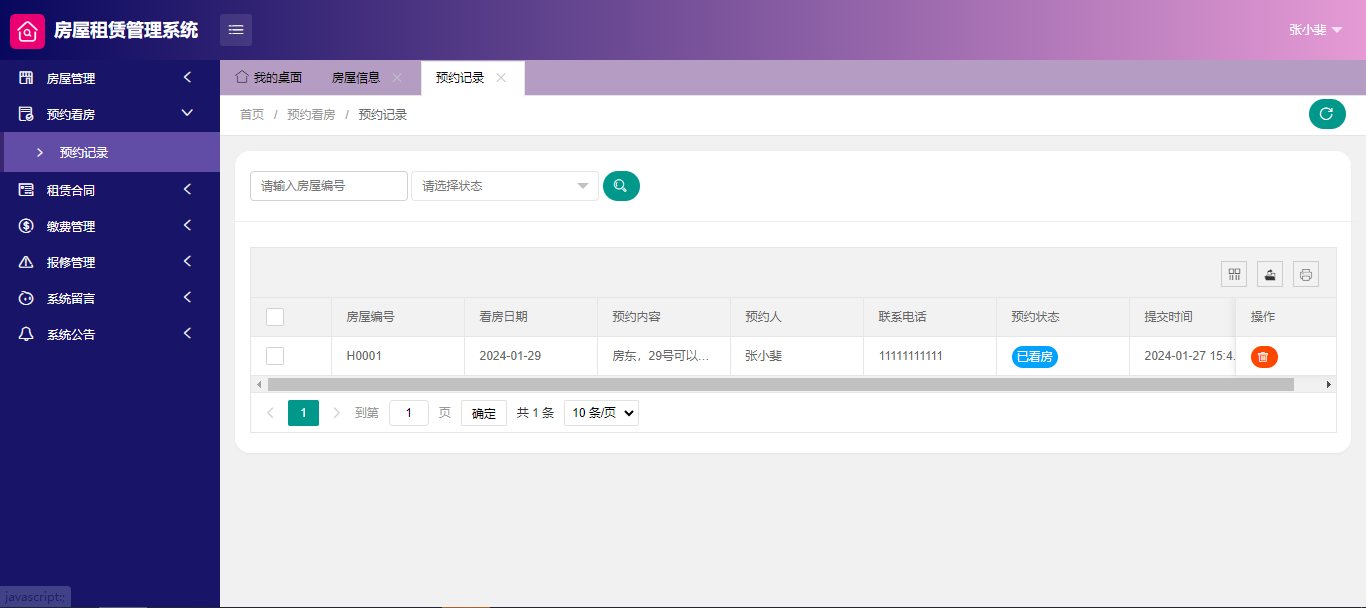 房屋租赁管理系统
张小斐
房屋管理
预约看房
预约记录
租赁合同
缴费管理
报修管理
系统留言
系统公告
我的桌面 房屋信息 预约记录
首页 / 预约看房 / 预约记录
请输入房屋编号 请选择状态
房屋编号 看房日期 预约内容 预约人 联系电话 预约状态 提交时间 操作
H0001 2024-01-29 房东，29号可以... 张小斐 11111111111 已看房 2024-01-27 15:4.
1 到第 1 页 确定 共 1 条 10 条/页
javascript:;